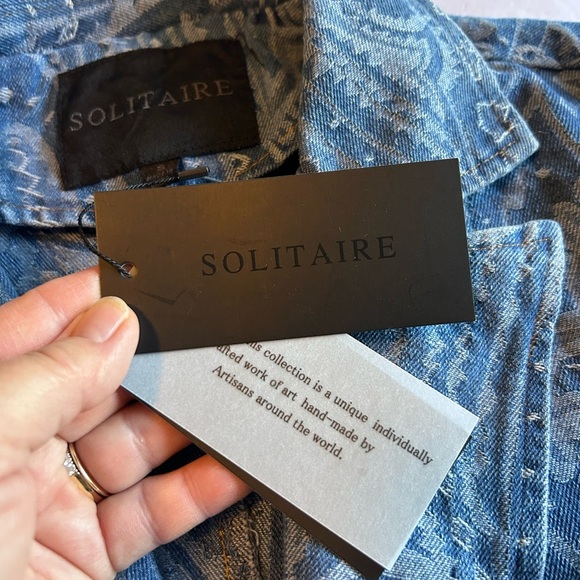 SOLITAIRE
SOLITAIRE
collection is a unique individually
work of art hand-made by
Artisans around the world.